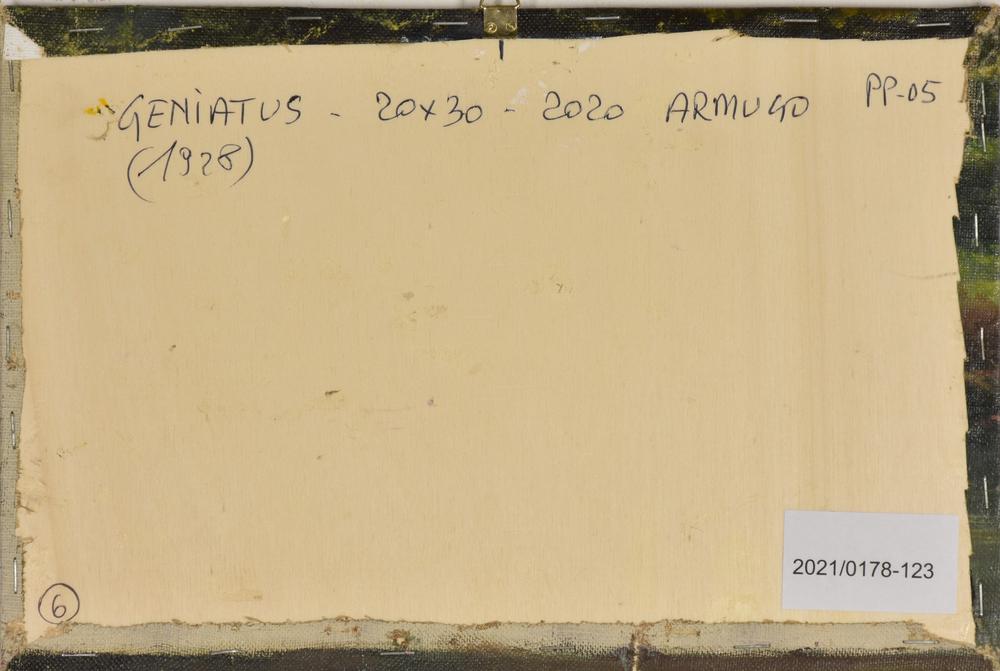 GENiATUS - 20x30 - 2020 ARMUGO PP-05
(1928)
2021/0178-123
6